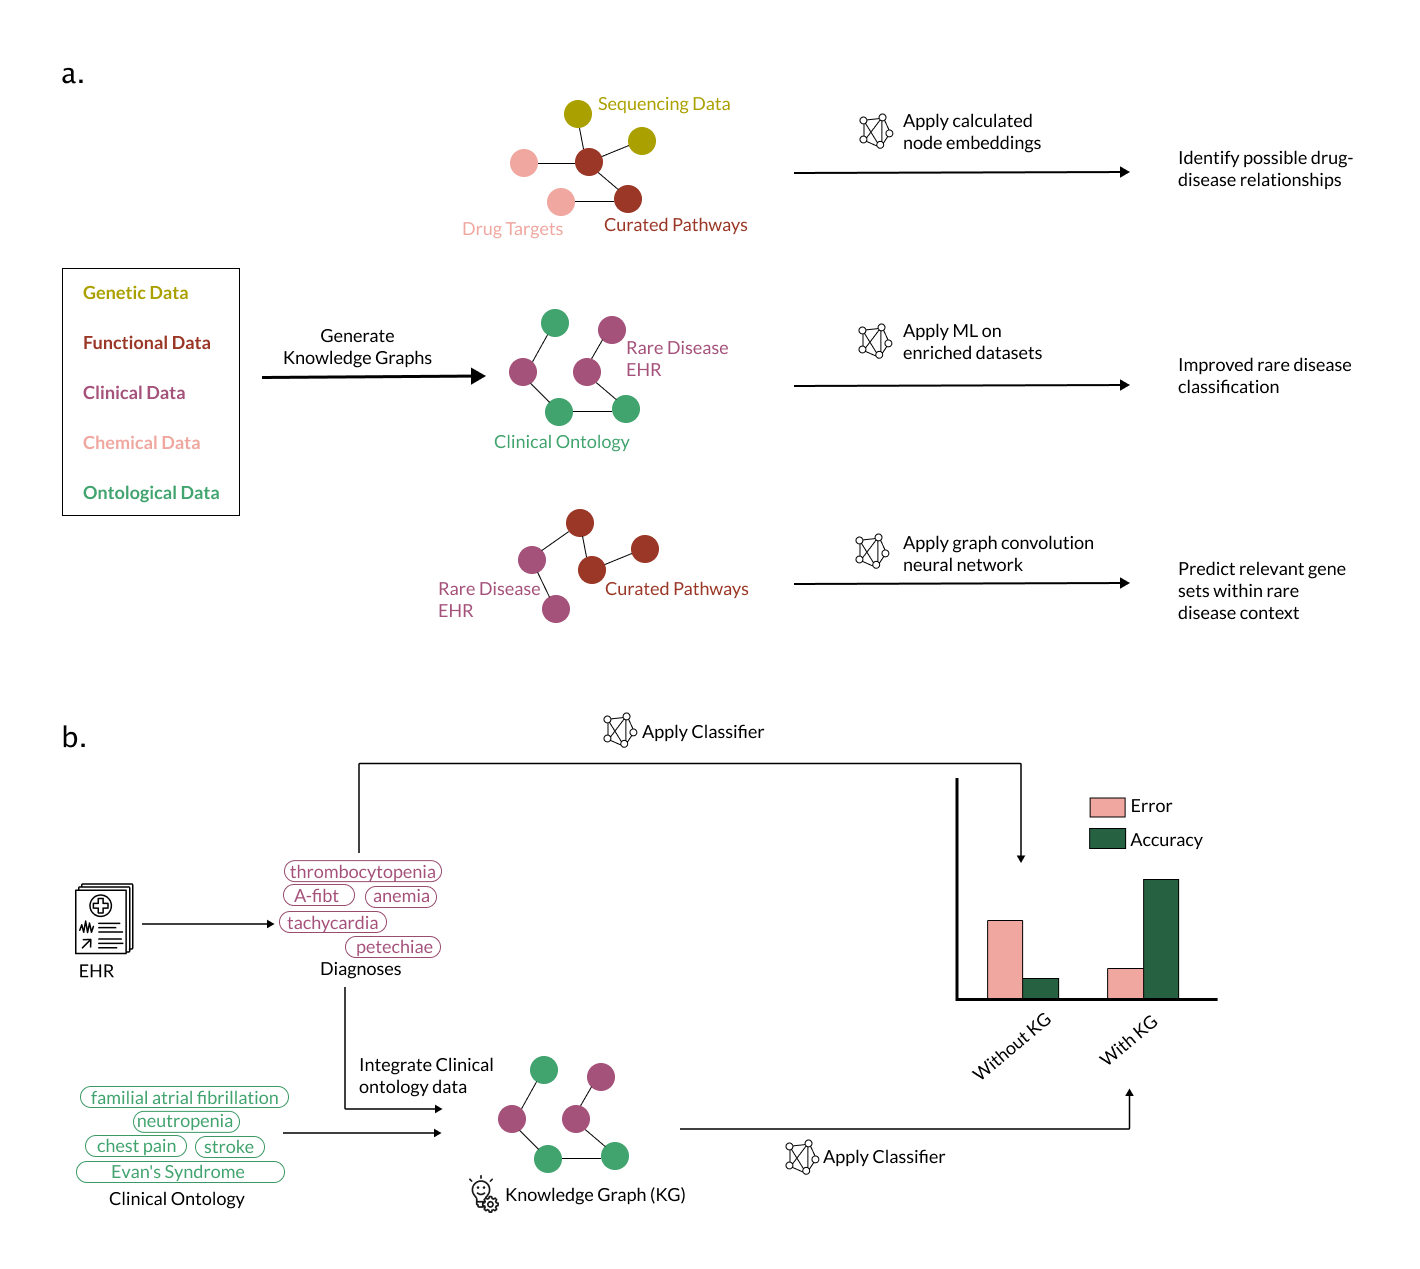 a.
Sequencing Data
Drug Targets
Curated Pathways
Apply calculated
node embeddings
Identify possible drug-
disease relationships
Genetic Data
Functional Data
Clinical Data
Chemical Data
Ontological Data
Generate
Knowledge Graphs
Rare Disease
EHR
Clinical Ontology
Apply ML on
enriched datasets
Improved rare disease
classification
Rare Disease
EHR
Curated Pathways
Apply graph convolution
neural network
Predict relevant gene
sets within rare
disease context
b.
Apply Classifier
EHR
thrombocytopenia
A-fibt
anemia
tachycardia
petechiae
Diagnoses
Error
Accuracy
Without KG
With KG
Integrate Clinical
ontology data
familial atrial fibrillation
neutropenia
chest pain
stroke
Evan's Syndrome
Clinical Ontology
Knowledge Graph (KG)
Apply Classifier